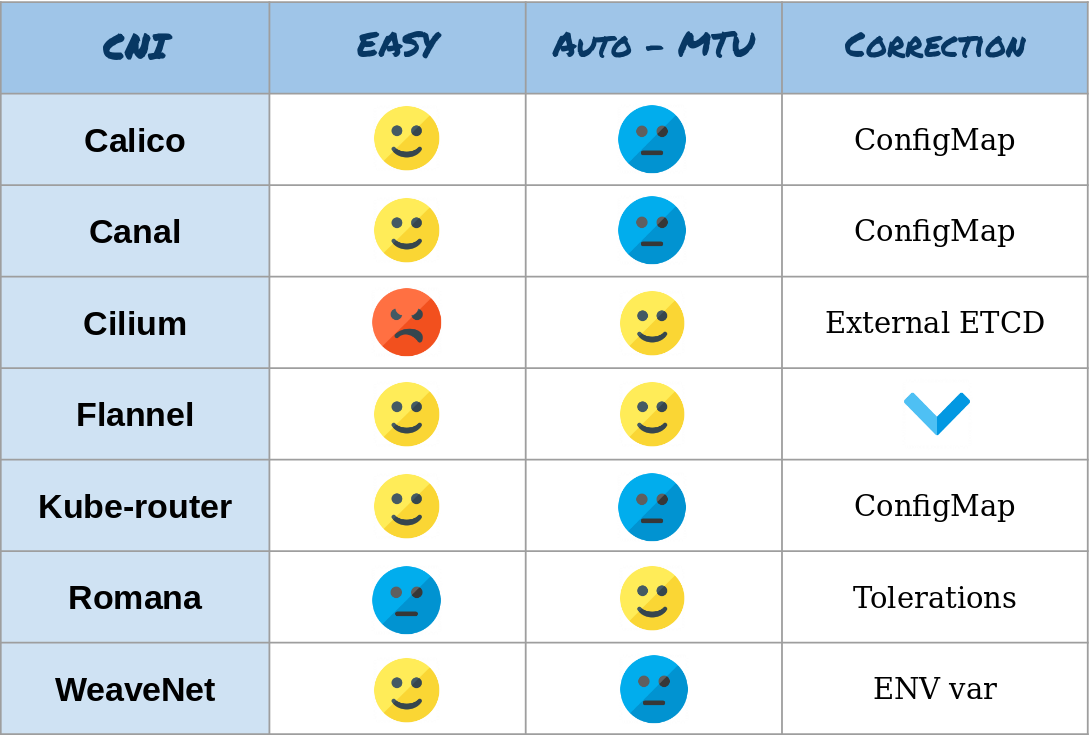 CNI EASY AUTO - MTU CORRECTION
Calico ConfigMap
Canal ConfigMap
Cilium External ETCD
Flannel
Kube-router ConfigMap
Romana Tolerations
WeaveNet ENV var